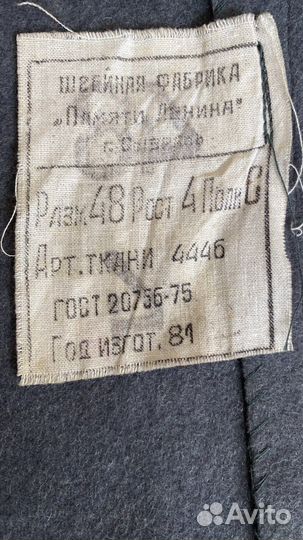 ШВЕЙНАЯ ФАБРИКА
„ПАМЯТИ ЛЕНИНА"
г. СЫЗРАНЬ
РАЗМ 48 РОСТ 4 ПОЛН С
АРТ. ТКАНИ 4446
ГОСТ 20756-75
ГОД ИЗГОТ. 81
Avito